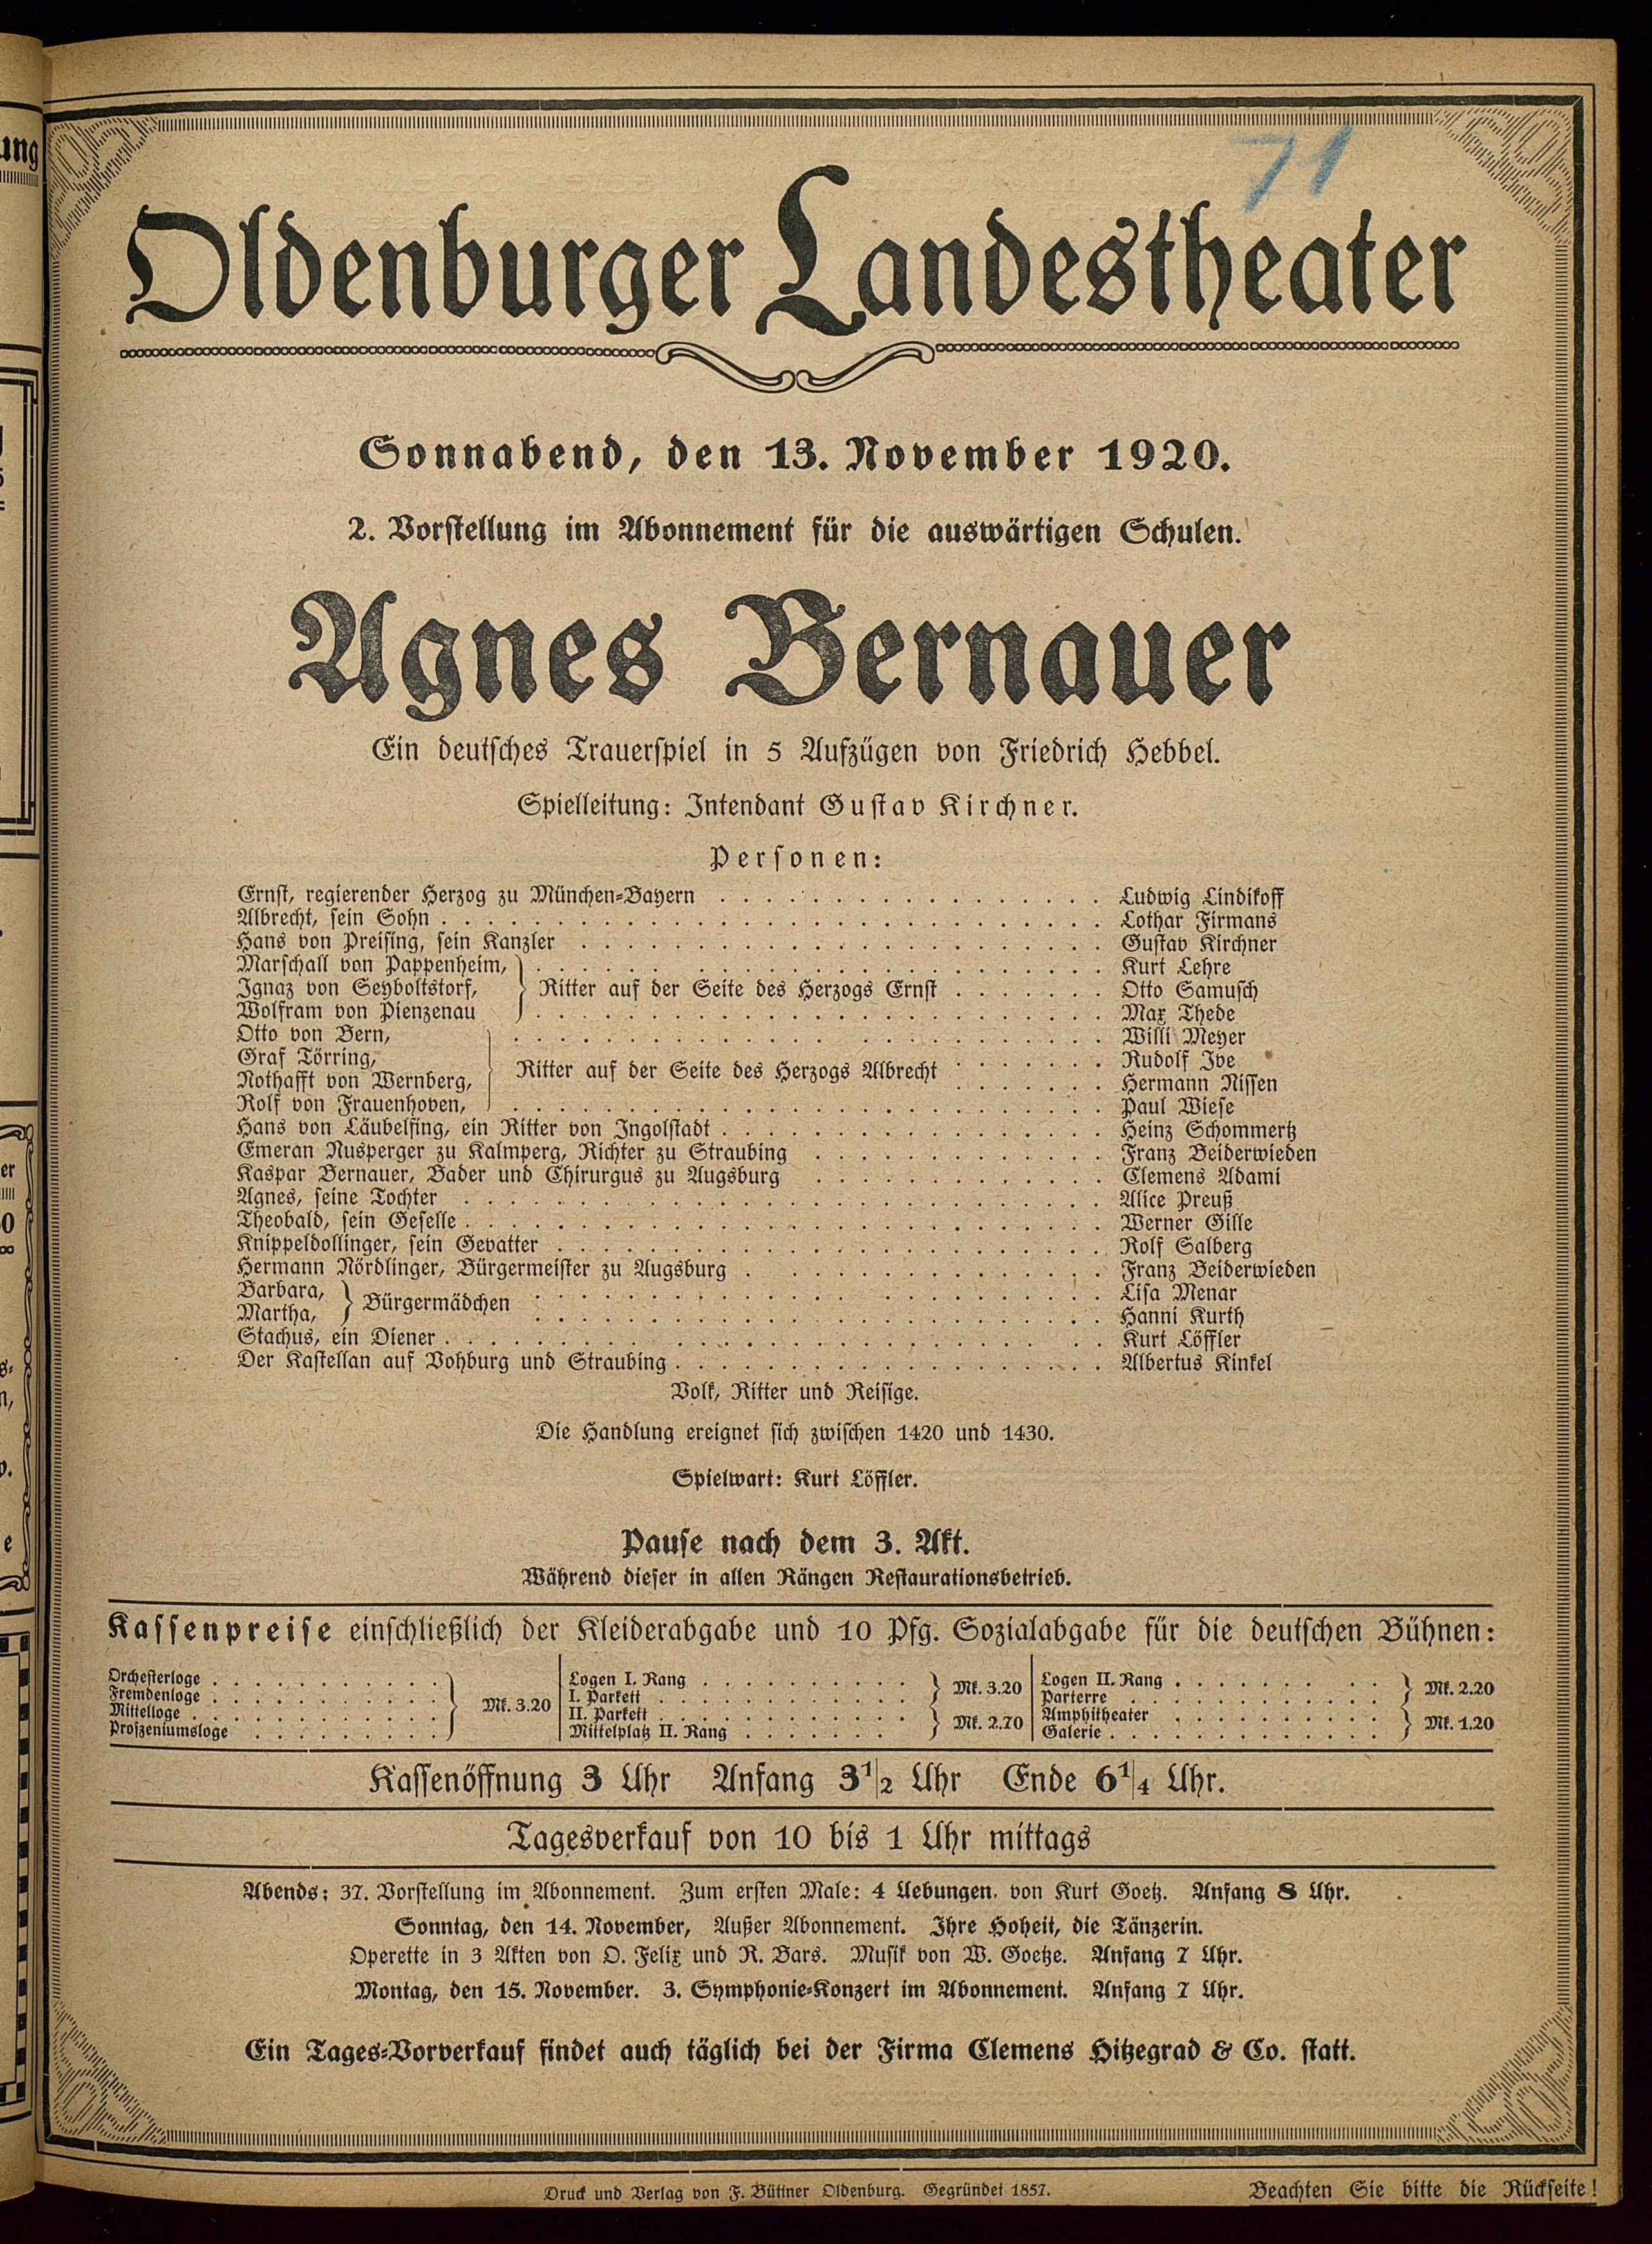 71
Oldenburger Landestheater
Sonnabend, den 13. November 1920.
2. Vorstellung im Abonnement für die auswärtigen Schulen.
Agnes Bernauer
Ein deutsches Trauerspiel in 5 Aufzügen von Friedrich Hebbel.
Spielleitung: Intendant Gustav Kirchner.
Personen:
Ernst, regierender Herzog zu München-Bayern . . . Ludwig Lindikoff
Albrecht, sein Sohn . . . Lothar Firmans
Hans von Preising, sein Kanzler . . . Gustav Kirchner
Marschall von Pappenheim, . . . Kurt Lehre
Ignaz von Seyboltstorf, } Ritter auf der Seite des Herzogs Ernst . . . Otto Samusch
Wolfram von Pienzenau . . . Max Thede
Otto von Bern, . . . Willi Meyer
Graf Törring, . . . Rudolf Ive
Nothafft von Wernberg, } Ritter auf der Seite des Herzogs Albrecht . . . Hermann Nissen
Rolf von Frauenhoven, . . . Paul Wiese
Hans von Läubelfing, ein Ritter von Ingolstadt . . . Heinz Schommertz
Emeran Nusperger zu Kalmperg, Richter zu Straubing . . . Franz Beiderwieden
Kaspar Bernauer, Bader und Chirurgus zu Augsburg . . . Clemens Adami
Agnes, seine Tochter . . . Alice Preuß
Theobald, sein Geselle . . . Werner Gille
Knippeldollinger, sein Gevatter . . . Rolf Salberg
Hermann Nördlinger, Bürgermeister zu Augsburg . . . Franz Beiderwieden
Barbara, } Bürgermädchen . . . Lisa Menar
Martha, . . . Hanni Kurth
Stachus, ein Diener . . . Kurt Löffler
Der Kastellan auf Vohburg und Straubing . . . Albertus Kinkel
Volk, Ritter und Reisige.
Die Handlung ereignet sich zwischen 1420 und 1430.
Spielwart: Kurt Löffler.
Pause nach dem 3. Akt.
Während dieser in allen Rängen Restaurationsbetrieb.
Kassenpreise einschließlich der Kleiderabgabe und 10 Pfg. Sozialabgabe für die deutschen Bühnen:
Orchesterloge
Fremdenloge
Mittelloge
Proszeniumsloge
Mk. 3.20
Logen I. Rang
I. Parkett
Mk. 3.20
II. Parkett
Mittelplatz II. Rang
Mk. 2.70
Logen II. Rang
Parterre
Mk. 2.20
Amphitheater
Galerie
Mk. 1.20
Kassenöffnung 3 Uhr Anfang 3 1/2 Uhr Ende 6 1/4 Uhr.
Tagesverkauf von 10 bis 1 Uhr mittags
Abends: 37. Vorstellung im Abonnement. Zum ersten Male: 4 Uebungen. von Kurt Goetz. Anfang 8 Uhr.
Sonntag, den 14. November, Außer Abonnement. Ihre Hoheit, die Tänzerin.
Operette in 3 Akten von O. Felix und R. Bars. Musik von W. Goetze. Anfang 7 Uhr.
Montag, den 15. November. 3. Symphonie-Konzert im Abonnement. Anfang 7 Uhr.
Ein Tages-Vorverkauf findet auch täglich bei der Firma Clemens Hitzegrad & Co. statt.
Druck und Verlag von F. Büttner Oldenburg. Gegründet 1857.
Beachten Sie bitte die Rückseite!